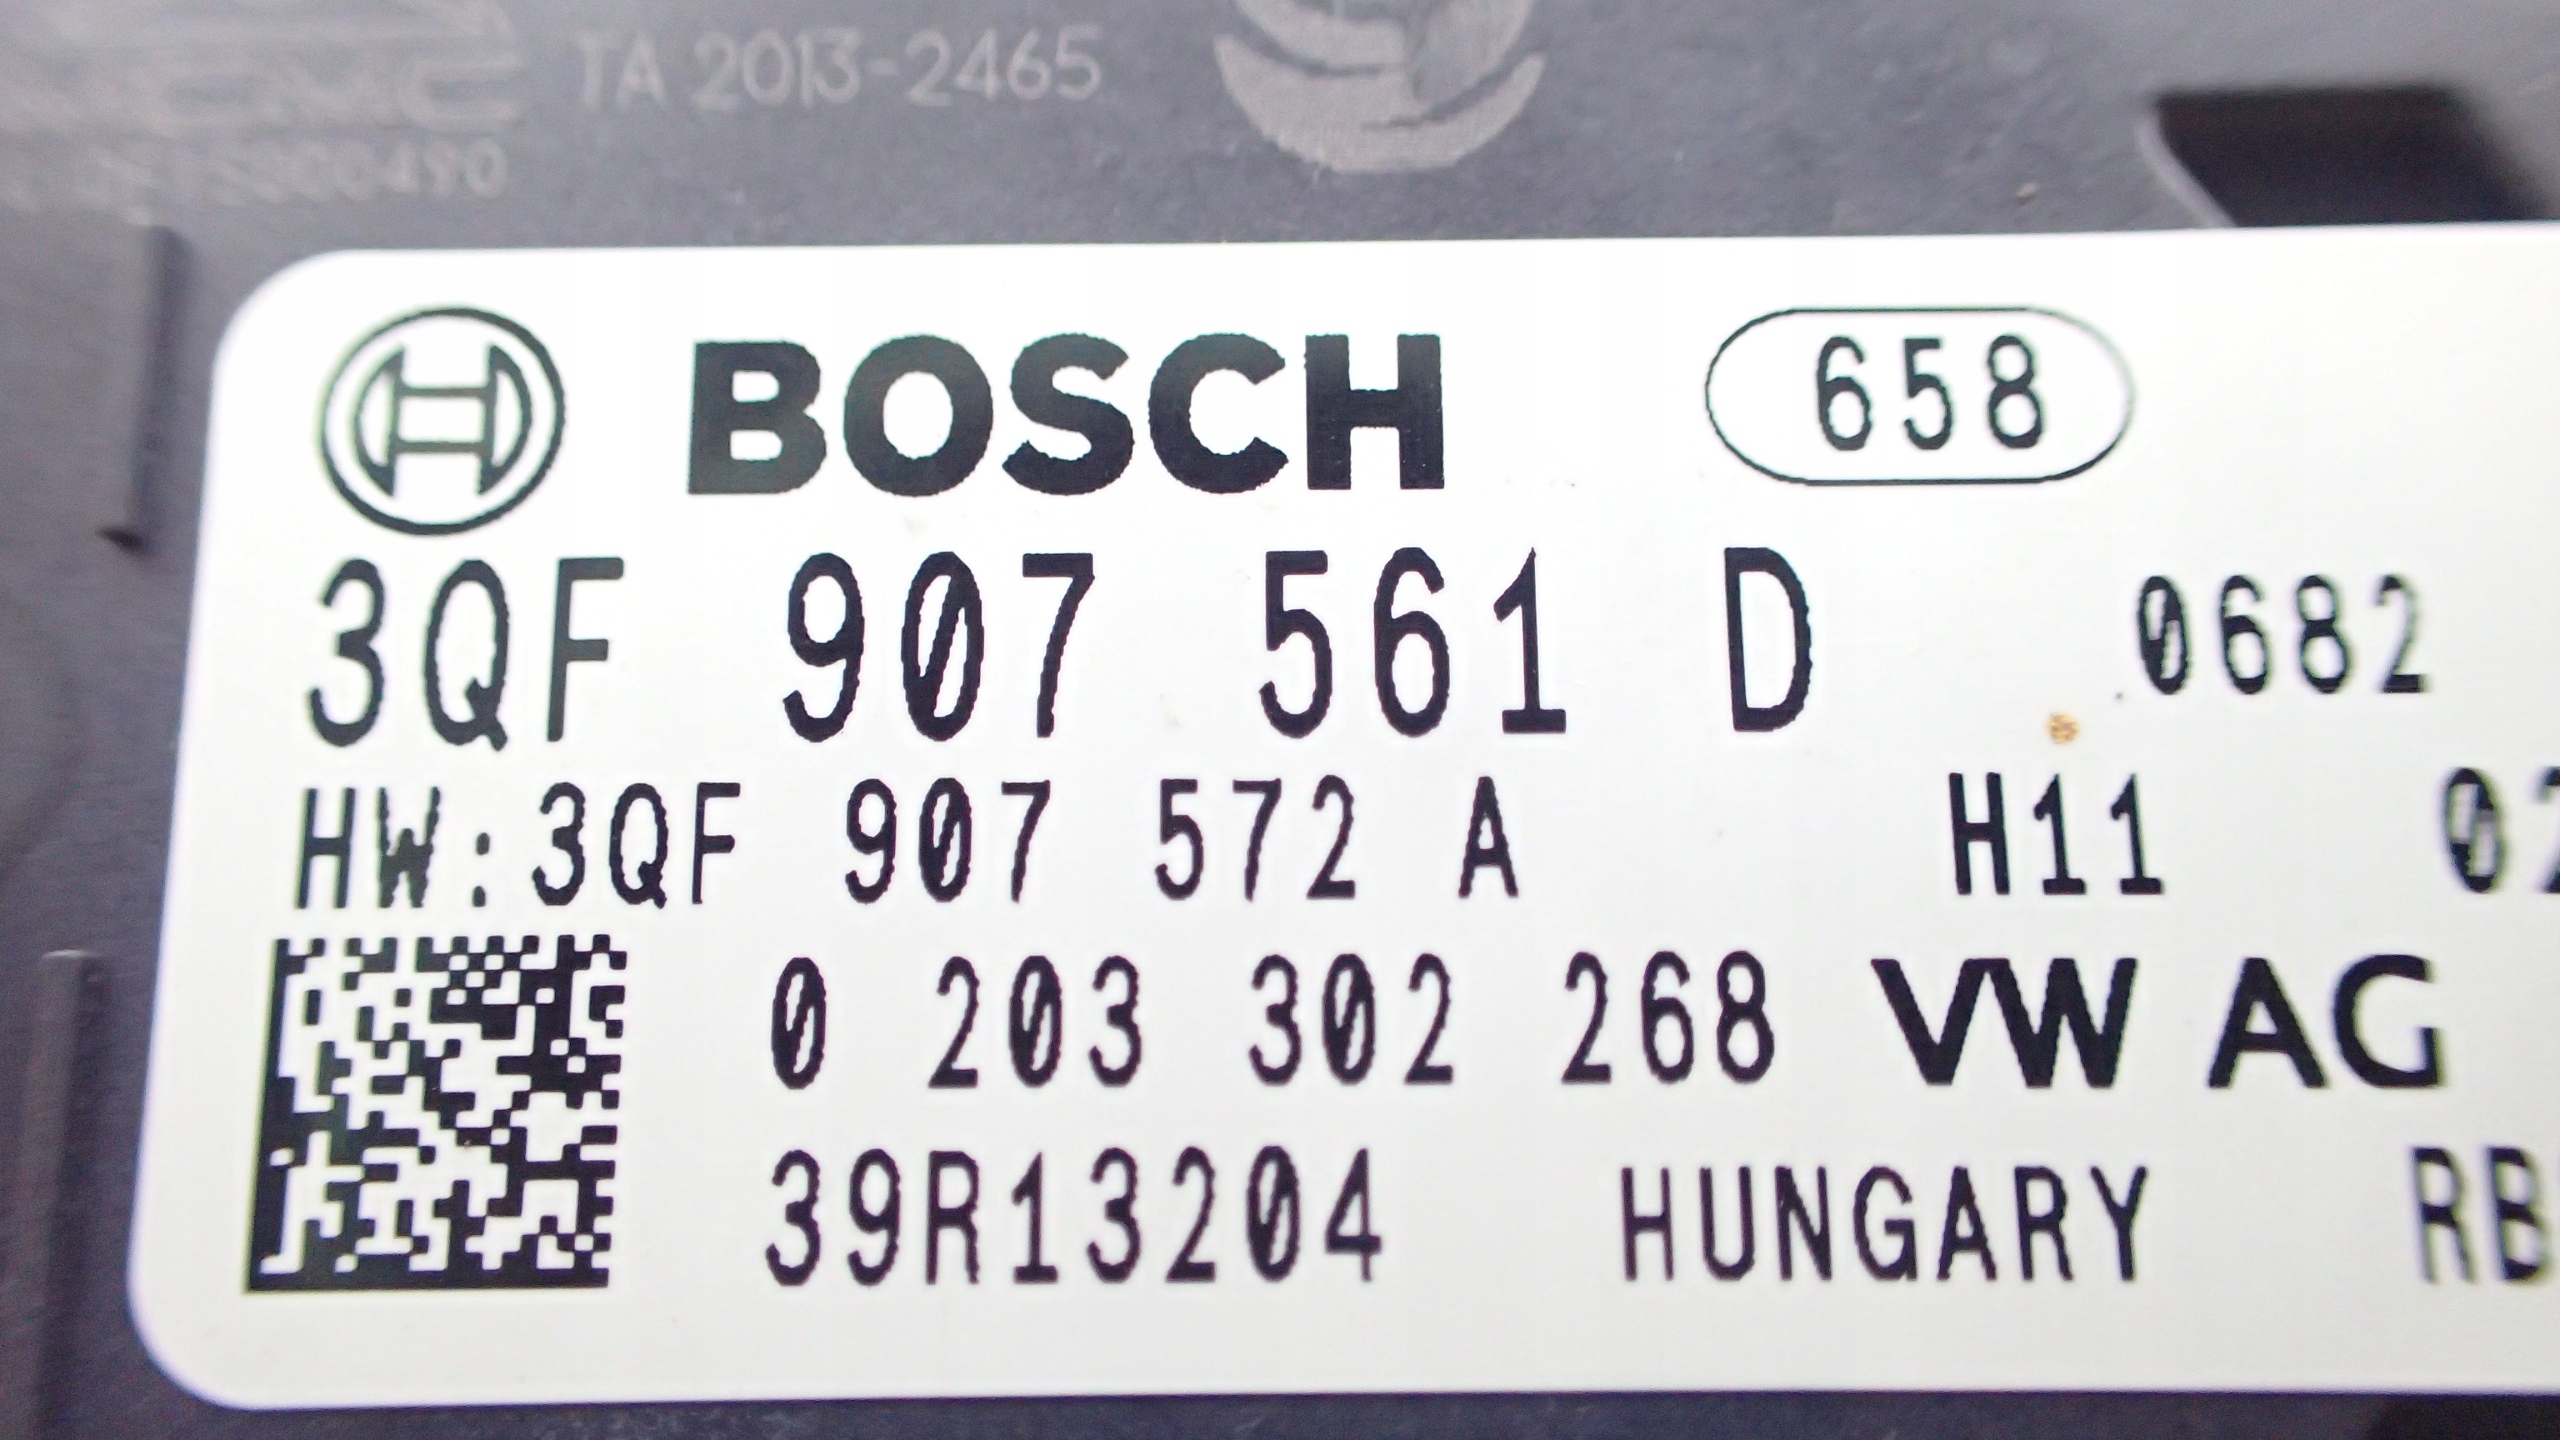 TA 2013-2465
BOSCH 658
3QF 907 561 D 0682
HW:3QF 907 572 A H11
0 203 302 268 VW AG
39R13204 HUNGARY